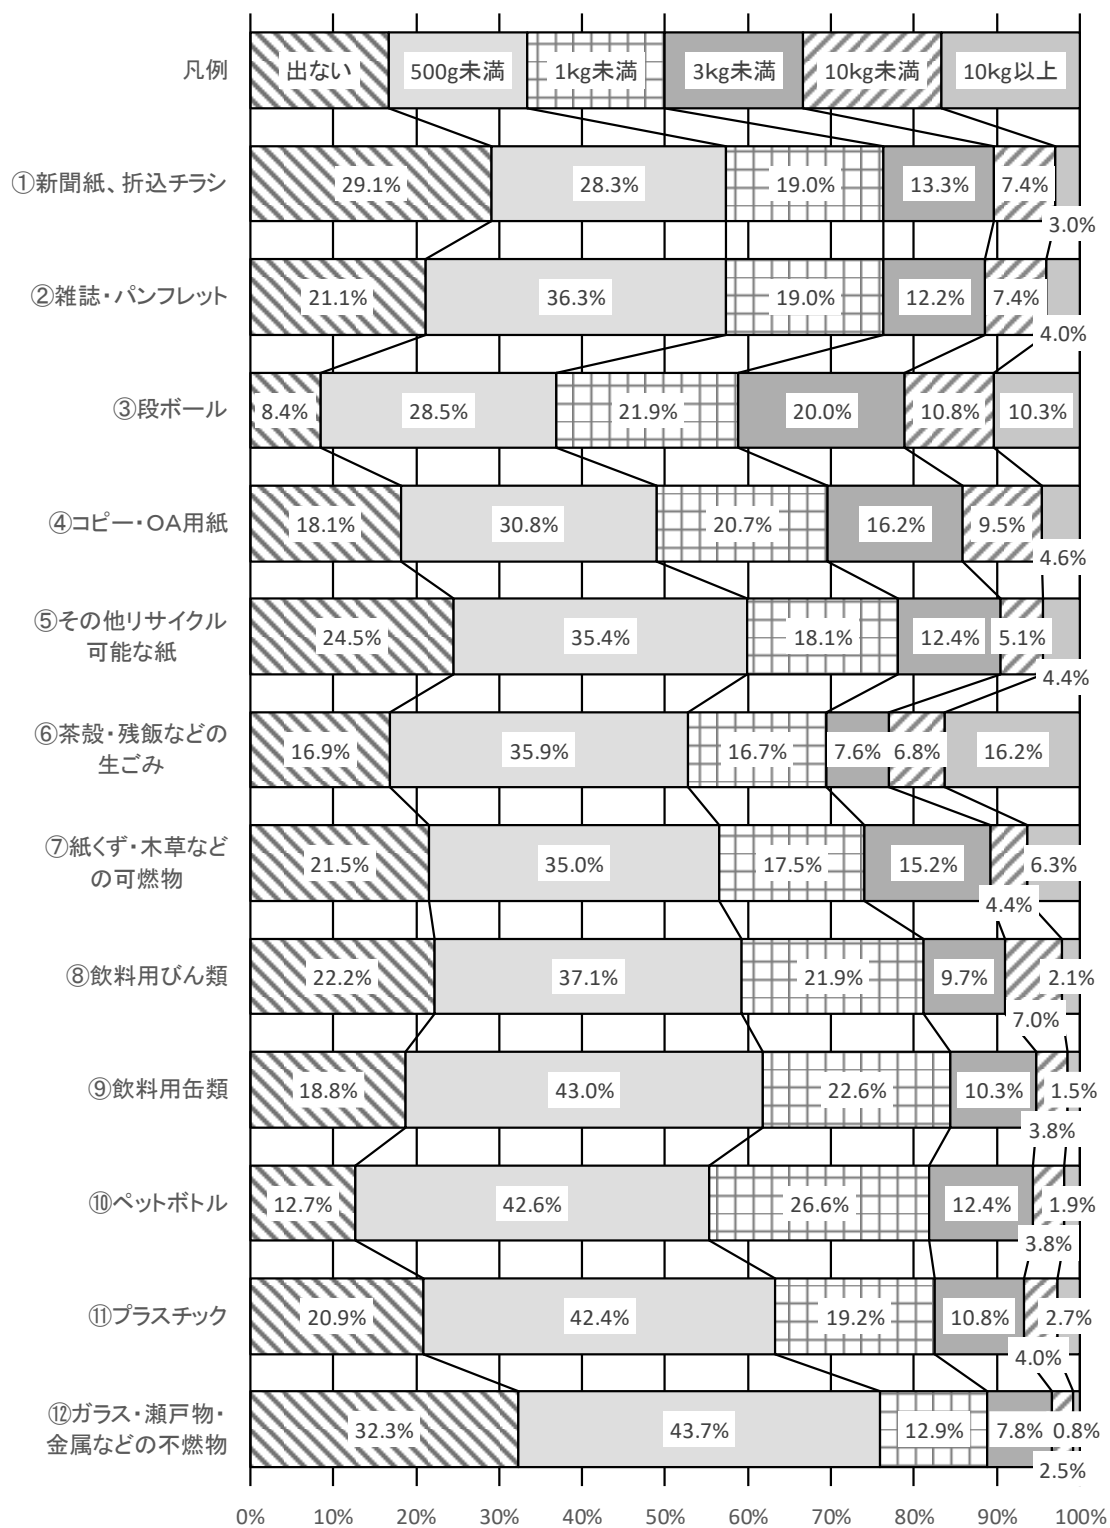 凡例
出ない 500g未満 1kg未満 3kg未満 10kg未満 10kg以上
①新聞紙、折込チラシ
29.1% 28.3% 19.0% 13.3% 7.4% 3.0%
②雑誌・パンフレット
21.1% 36.3% 19.0% 12.2% 7.4% 4.0%
③段ボール
8.4% 28.5% 21.9% 20.0% 10.8% 10.3%
④コピー・OA用紙
18.1% 30.8% 20.7% 16.2% 9.5% 4.6%
⑤その他リサイクル
可能な紙
24.5% 35.4% 18.1% 12.4% 5.1% 4.4%
⑥茶殻・残飯などの
生ごみ
16.9% 35.9% 16.7% 7.6% 6.8% 16.2%
⑦紙くず・木草など
の可燃物
21.5% 35.0% 17.5% 15.2% 4.4% 6.3%
⑧飲料用びん類
22.2% 37.1% 21.9% 9.7% 7.0% 2.1%
⑨飲料用缶類
18.8% 43.0% 22.6% 10.3% 3.8% 1.5%
⑩ペットボトル
12.7% 42.6% 26.6% 12.4% 3.8% 1.9%
⑪プラスチック
20.9% 42.4% 19.2% 10.8% 4.0% 2.7%
⑫ガラス・瀬戸物・
金属などの不燃物
32.3% 43.7% 12.9% 7.8% 2.5% 0.8%
0% 10% 20% 30% 40% 50% 60% 70% 80% 90% 100%